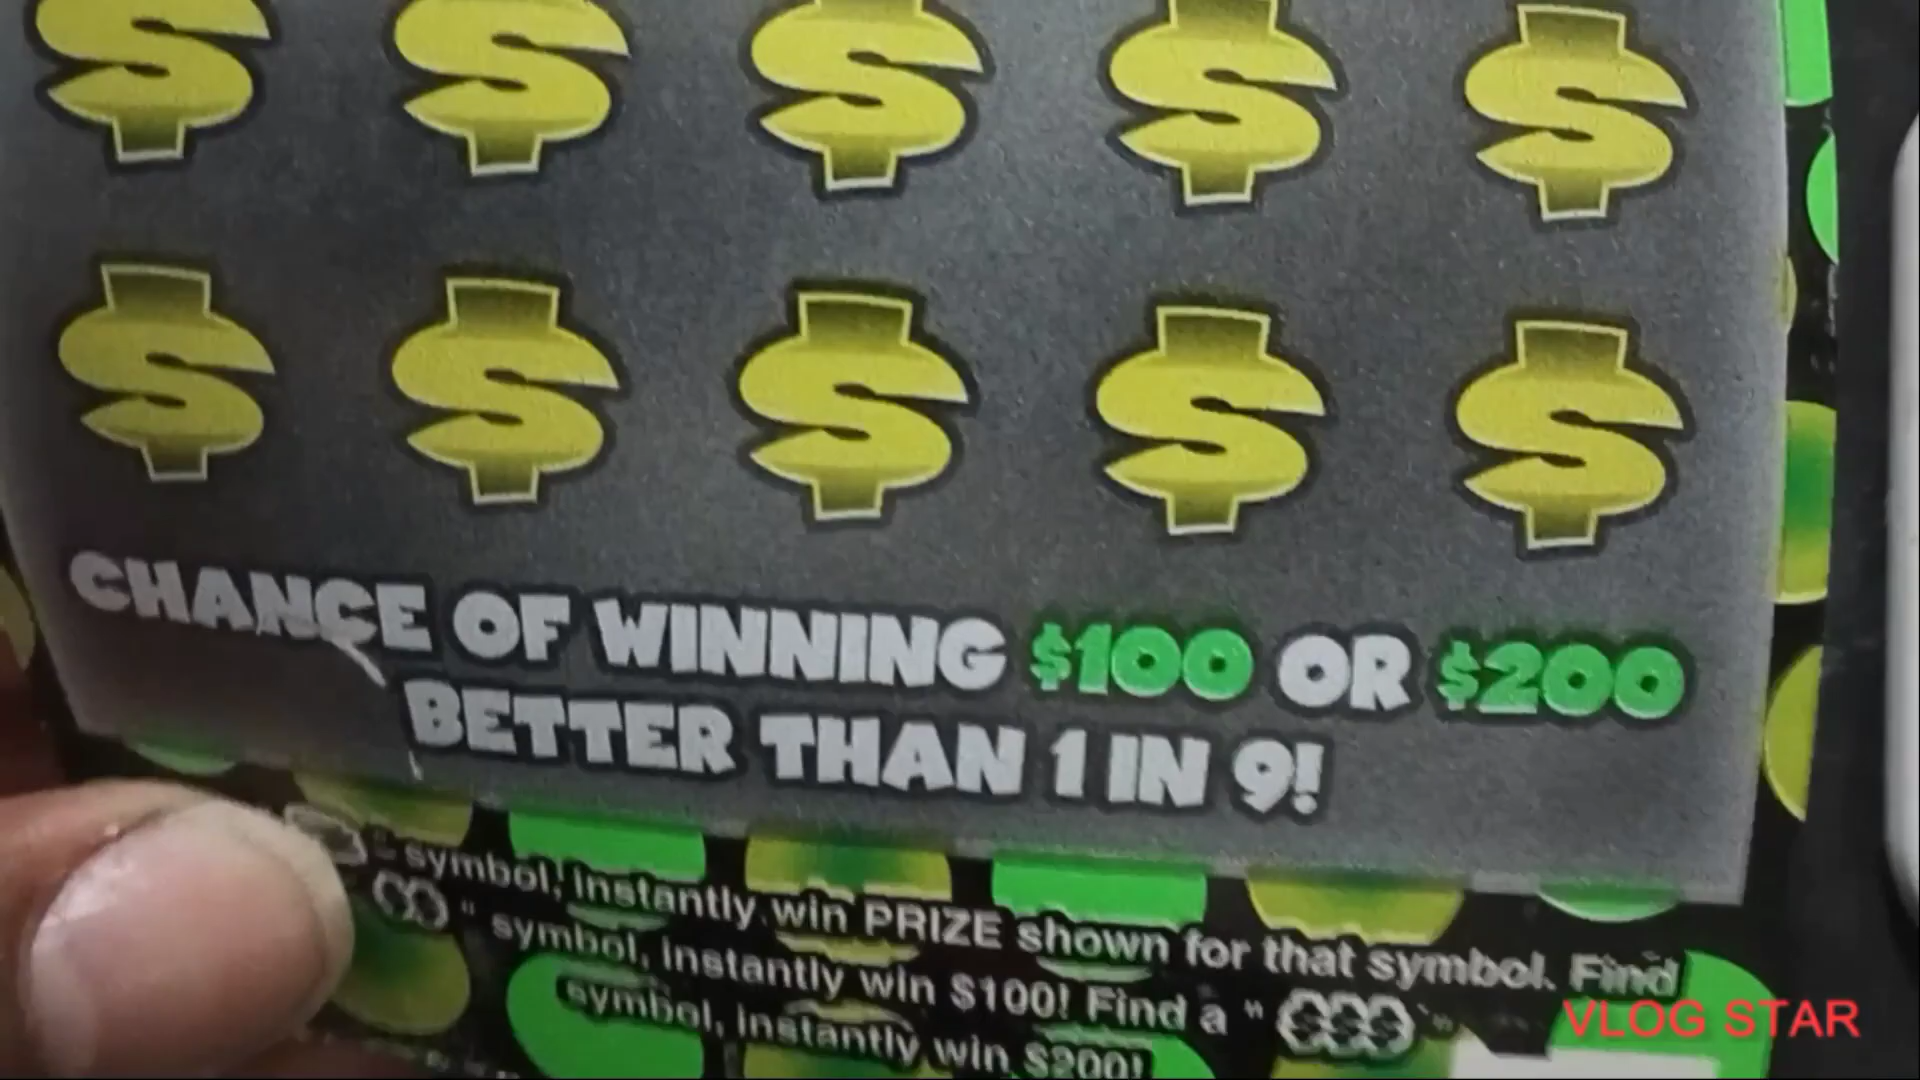 $ $ $ $ $
$ $ $ $ $
CHANCE OF WINNING $100 OR $200
BETTER THAN 1 IN 9!
" symbol, instantly win PRIZE shown for that symbol. Find
" symbol, instantly win $100! Find a " $$$ "
symbol, instantly win $200!
VLOG STAR